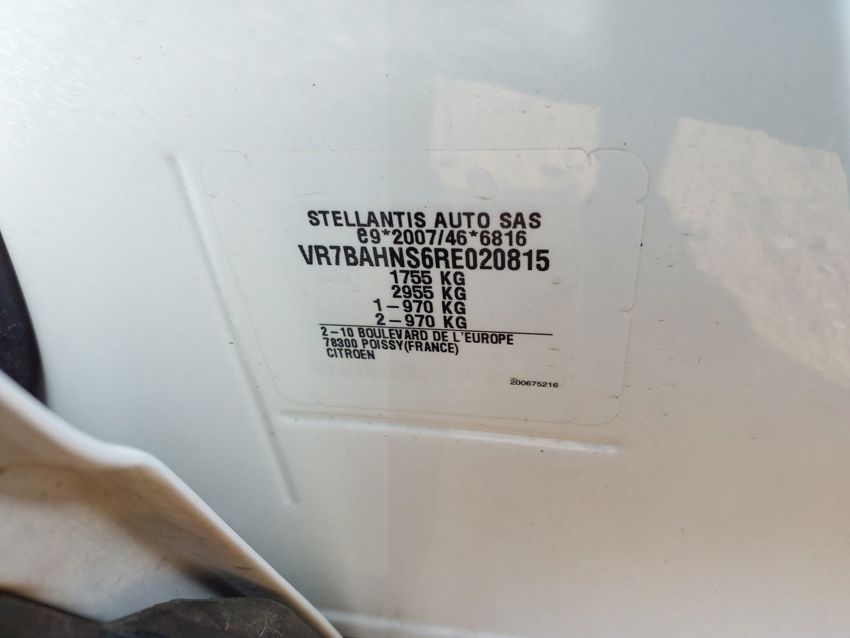 STELLANTIS AUTO SAS
e9*2007/46*6816
VR7BAHNS6RE020815
1755 KG
2955 KG
1-970 KG
2-970 KG
2-10 BOULEVARD DE L'EUROPE
78300 POISSY(FRANCE)
CITROEN
200675216